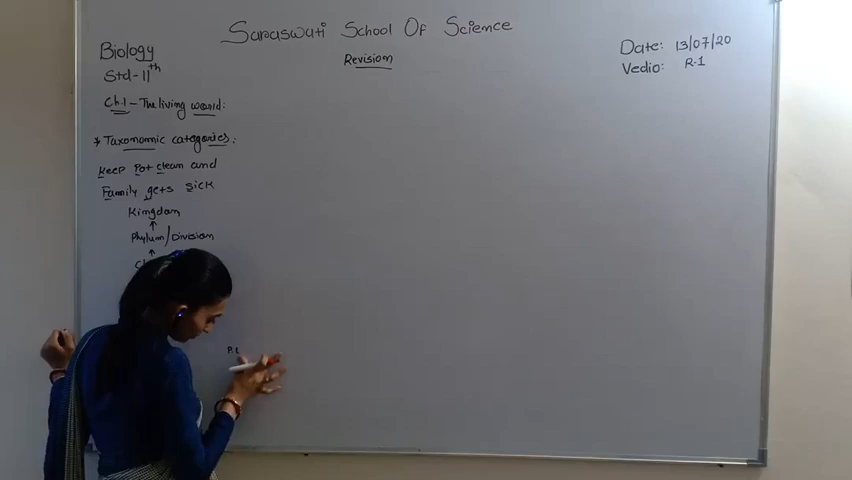 Saraswati School Of Science
Biology
Std-11th
Revision
Date: 13/07/20
Vedio: R-1
Ch.1 - The living world:
* Taxonomic categories:
Keep Pot clean and
Family gets sick
Kingdom
↑
Phylum/Division
↑